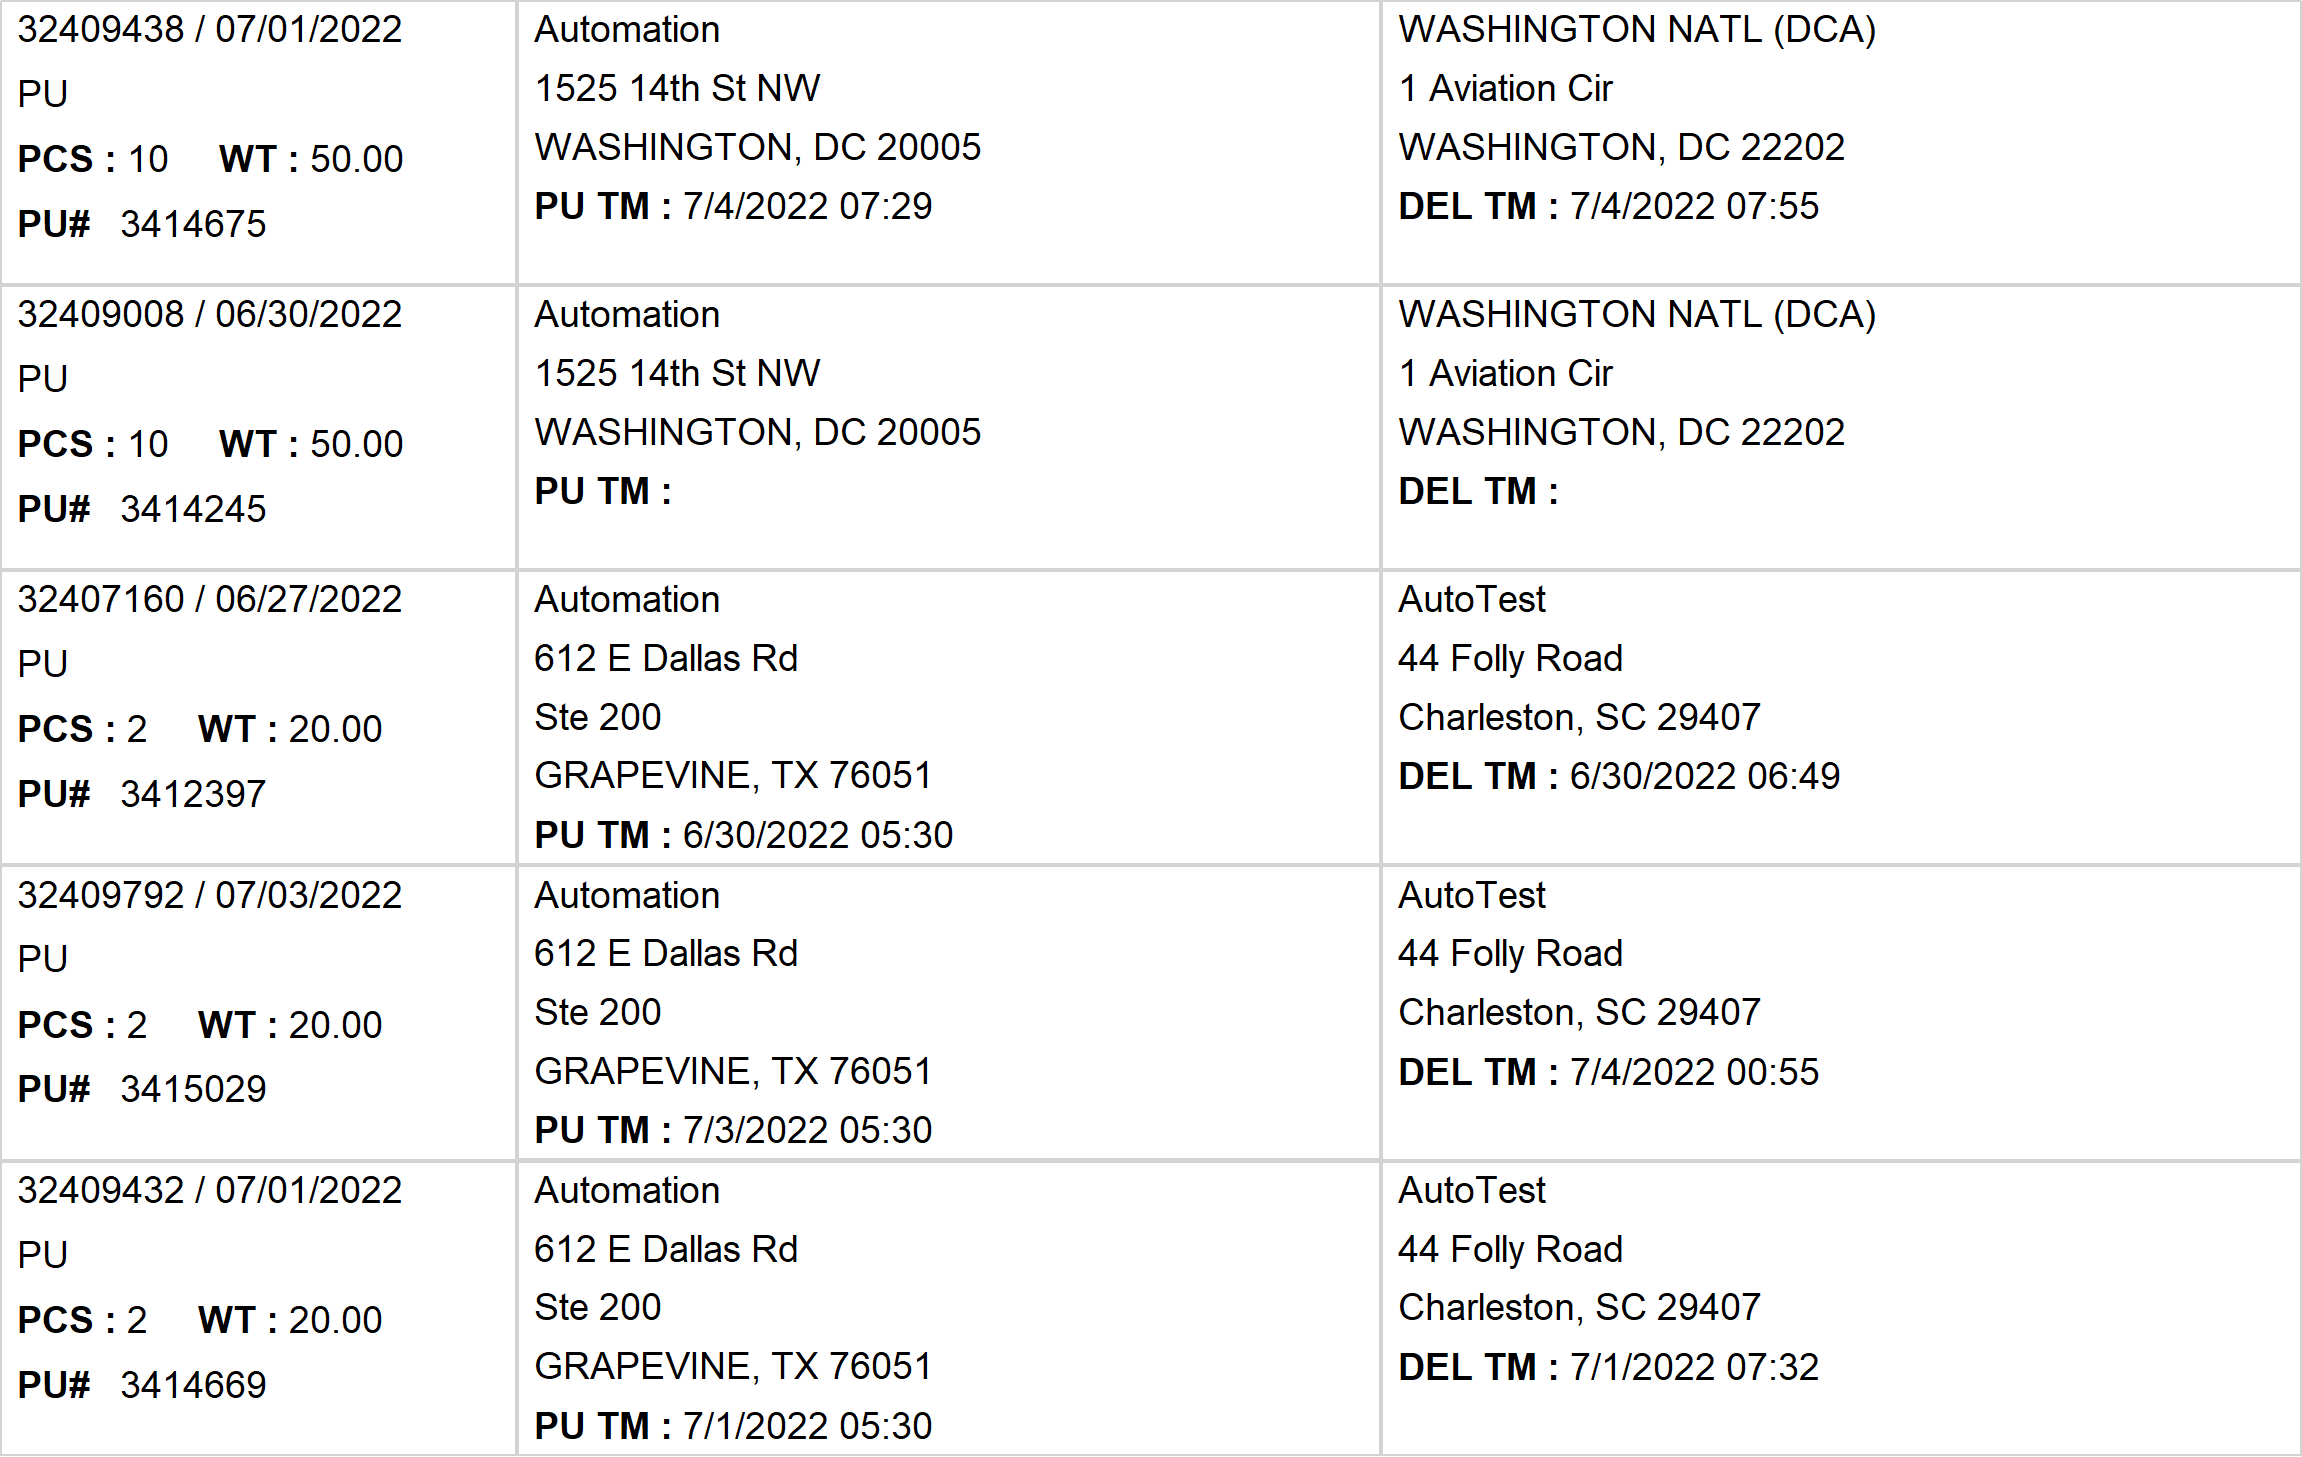 32409438 / 07/01/2022
PU
PCS : 10 WT : 50.00
PU# 3414675
Automation
1525 14th St NW
WASHINGTON, DC 20005
PU TM : 7/4/2022 07:29
WASHINGTON NATL (DCA)
1 Aviation Cir
WASHINGTON, DC 22202
DEL TM : 7/4/2022 07:55
32409008 / 06/30/2022
PU
PCS : 10 WT : 50.00
PU# 3414245
Automation
1525 14th St NW
WASHINGTON, DC 20005
PU TM :
WASHINGTON NATL (DCA)
1 Aviation Cir
WASHINGTON, DC 22202
DEL TM :
32407160 / 06/27/2022
PU
PCS : 2 WT : 20.00
PU# 3412397
Automation
612 E Dallas Rd
Ste 200
GRAPEVINE, TX 76051
PU TM : 6/30/2022 05:30
AutoTest
44 Folly Road
Charleston, SC 29407
DEL TM : 6/30/2022 06:49
32409792 / 07/03/2022
PU
PCS : 2 WT : 20.00
PU# 3415029
Automation
612 E Dallas Rd
Ste 200
GRAPEVINE, TX 76051
PU TM : 7/3/2022 05:30
AutoTest
44 Folly Road
Charleston, SC 29407
DEL TM : 7/4/2022 00:55
32409432 / 07/01/2022
PU
PCS : 2 WT : 20.00
PU# 3414669
Automation
612 E Dallas Rd
Ste 200
GRAPEVINE, TX 76051
PU TM : 7/1/2022 05:30
AutoTest
44 Folly Road
Charleston, SC 29407
DEL TM : 7/1/2022 07:32